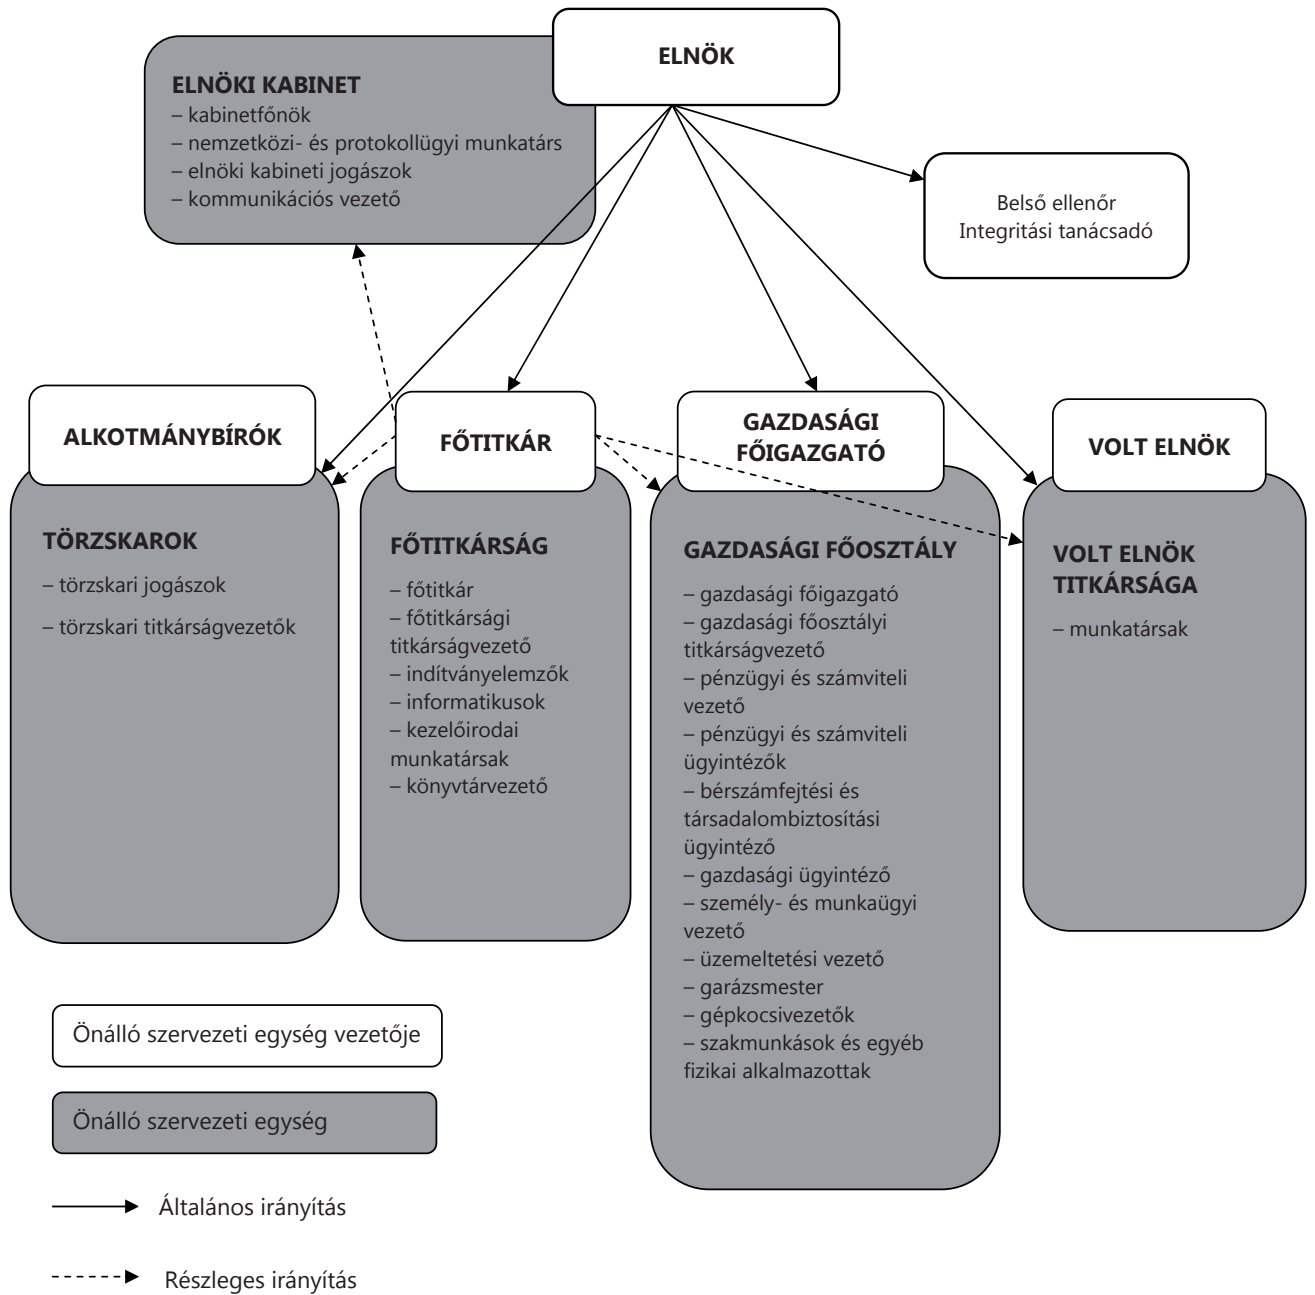 ELNÖK
ELNÖKI KABINET
– kabinetfőnök
– nemzetközi- és protokollügyi munkatárs
– elnöki kabineti jogászok
– kommunikációs vezető
Belső ellenőr
Integritási tanácsadó
ALKOTMÁNYBÍRÓK
TÖRZSKAROK
– törzskari jogászok
– törzskari titkárságvezetők
FŐTITKÁR
FŐTITKÁRSÁG
– főtitkár
– főtitkársági
titkárságvezető
– indítványelemzők
– informatikusok
– kezelőirodai
munkatársak
– könyvtárvezető
GAZDASÁGI
FŐIGAZGATÓ
GAZDASÁGI FŐOSZTÁLY
– gazdasági főigazgató
– gazdasági főosztályi
titkárságvezető
– pénzügyi és számviteli
vezető
– pénzügyi és számviteli
ügyintézők
– bérszámfejtési és
társadalombiztosítási
ügyintéző
– gazdasági ügyintéző
– személy- és munkaügyi
vezető
– üzemeltetési vezető
– garázsmester
– gépkocsivezetők
– szakmunkások és egyéb
fizikai alkalmazottak
VOLT ELNÖK
VOLT ELNÖK
TITKÁRSÁGA
– munkatársak
Önálló szervezeti egység vezetője
Önálló szervezeti egység
Általános irányítás
Részleges irányítás